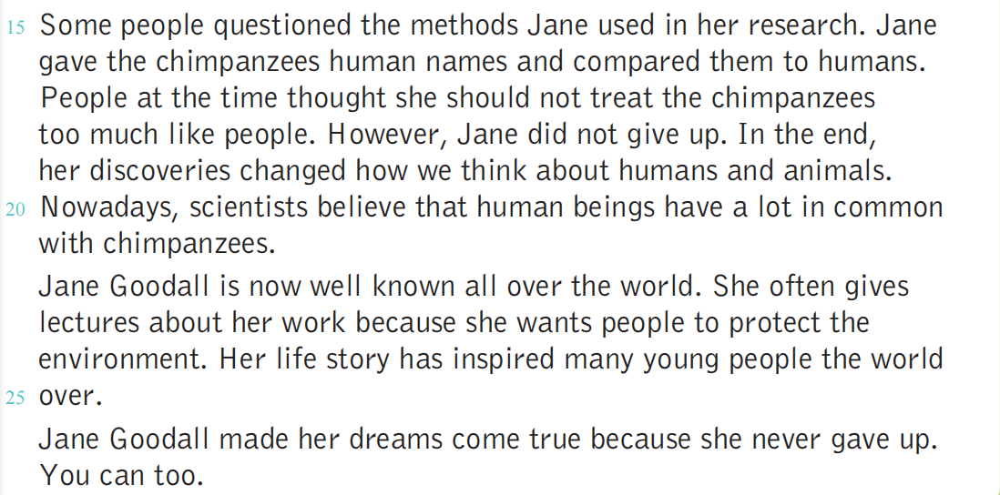 15 Some people questioned the methods Jane used in her research. Jane
gave the chimpanzees human names and compared them to humans.
People at the time thought she should not treat the chimpanzees
too much like people. However, Jane did not give up. In the end,
her discoveries changed how we think about humans and animals.
20 Nowadays, scientists believe that human beings have a lot in common
with chimpanzees.
Jane Goodall is now well known all over the world. She often gives
lectures about her work because she wants people to protect the
environment. Her life story has inspired many young people the world
25 over.
Jane Goodall made her dreams come true because she never gave up.
You can too.